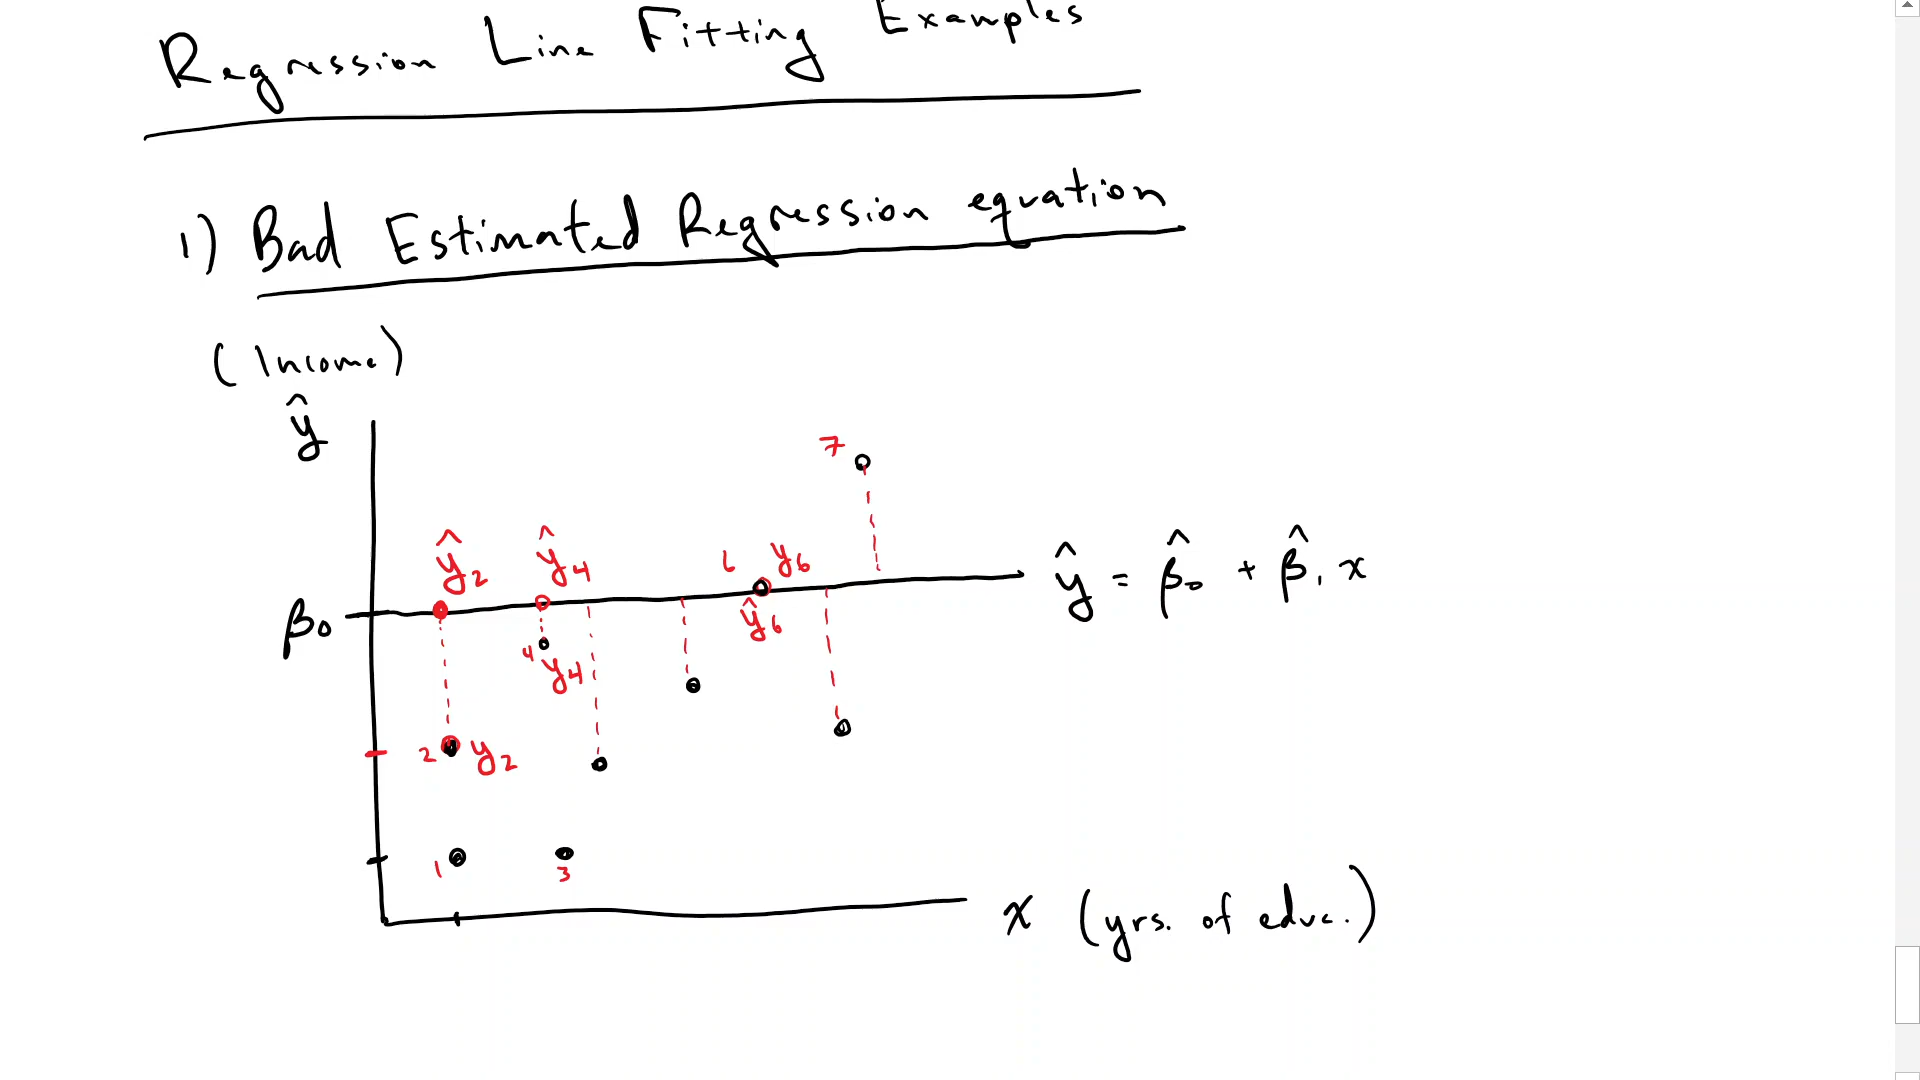 Regression Line Fitting Examples
1) Bad Estimated Regression equation
(Income)
ŷ
7
ŷ₂ ŷ₄ 6 y₆
ŷ = β̂₀ + β̂₁ x
β₀
ŷ₆
4 y₄
2 y₂
1 3
x (yrs. of educ.)